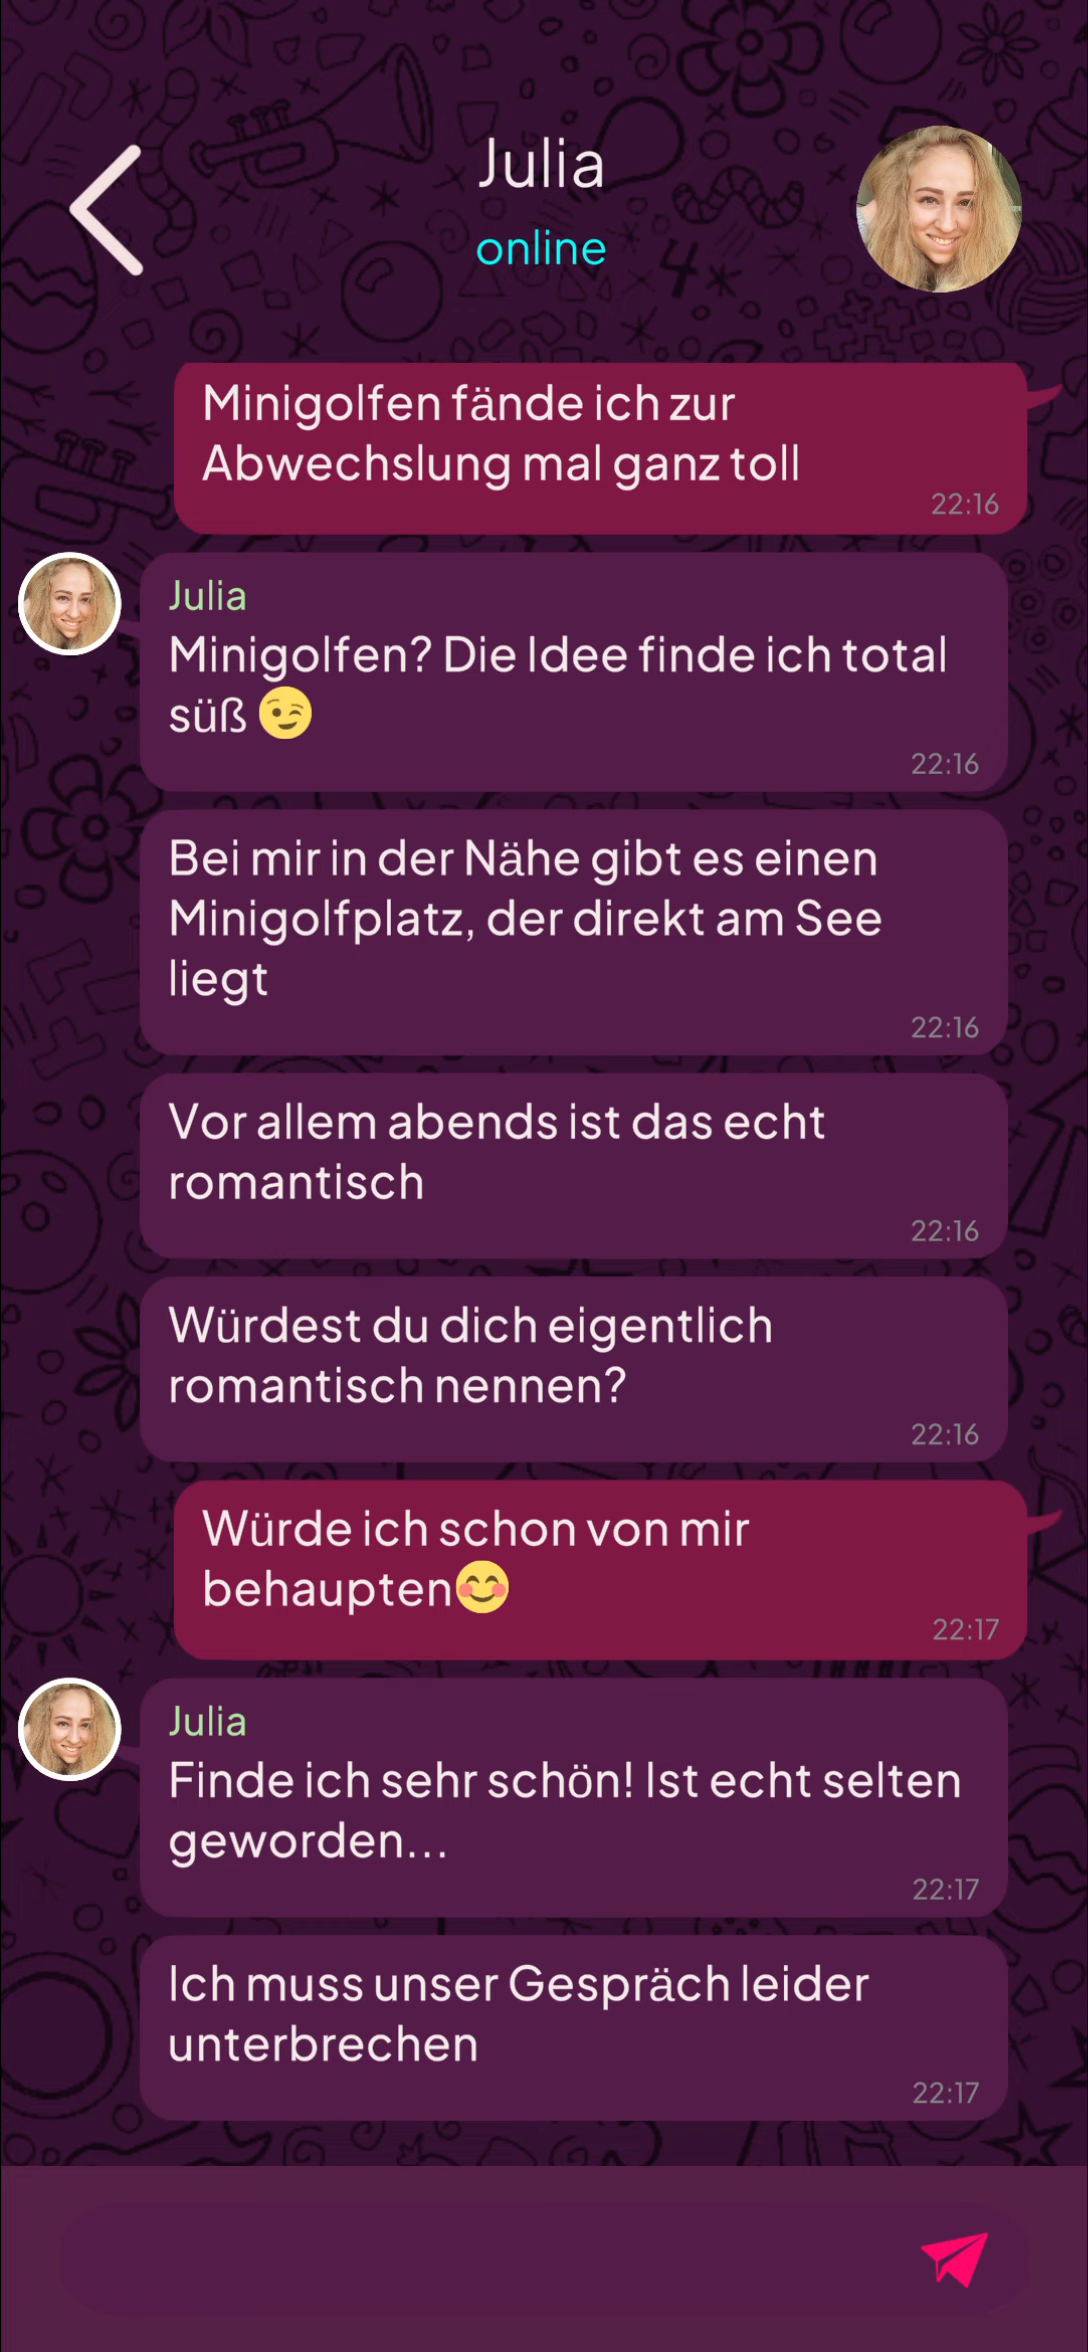 Julia
online
Minigolfen fände ich zur
Abwechslung mal ganz toll
22:16
Julia
Minigolfen? Die Idee finde ich total
süß 😉
22:16
Bei mir in der Nähe gibt es einen
Minigolfplatz, der direkt am See
liegt
22:16
Vor allem abends ist das echt
romantisch
22:16
Würdest du dich eigentlich
romantisch nennen?
22:16
Würde ich schon von mir
behaupten😊
22:17
Julia
Finde ich sehr schön! Ist echt selten
geworden...
22:17
Ich muss unser Gespräch leider
unterbrechen
22:17